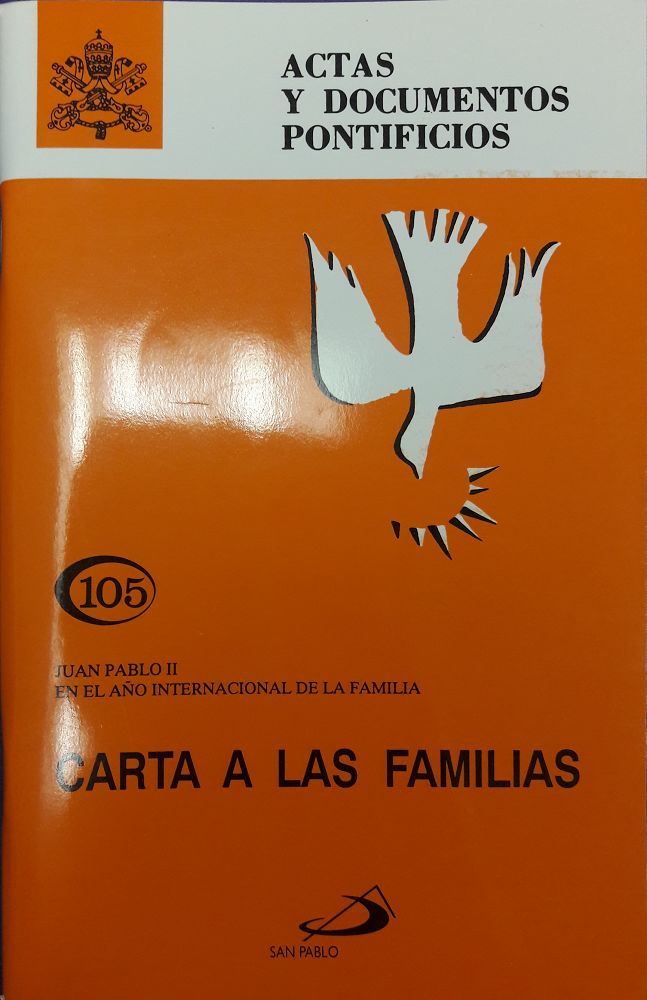 ACTAS
Y DOCUMENTOS
PONTIFICIOS
105
JUAN PABLO II
EN EL AÑO INTERNACIONAL DE LA FAMILIA
CARTA A LAS FAMILIAS
SAN PABLO